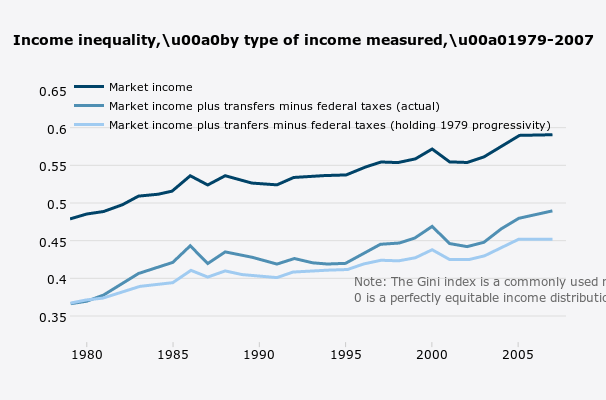 Income inequality,\u00a0by type of income measured,\u00a01979-2007
0.65
Market income
Market income plus transfers minus federal taxes (actual)
0.6
Market income plus tranfers minus federal taxes (holding 1979 progressivity)
0.55
0.5
0.45
0.4
Note: The Gini index is a commonly used
0 is a perfectly equitable income
0.35
1980 1985 1990 1995 2000 2005